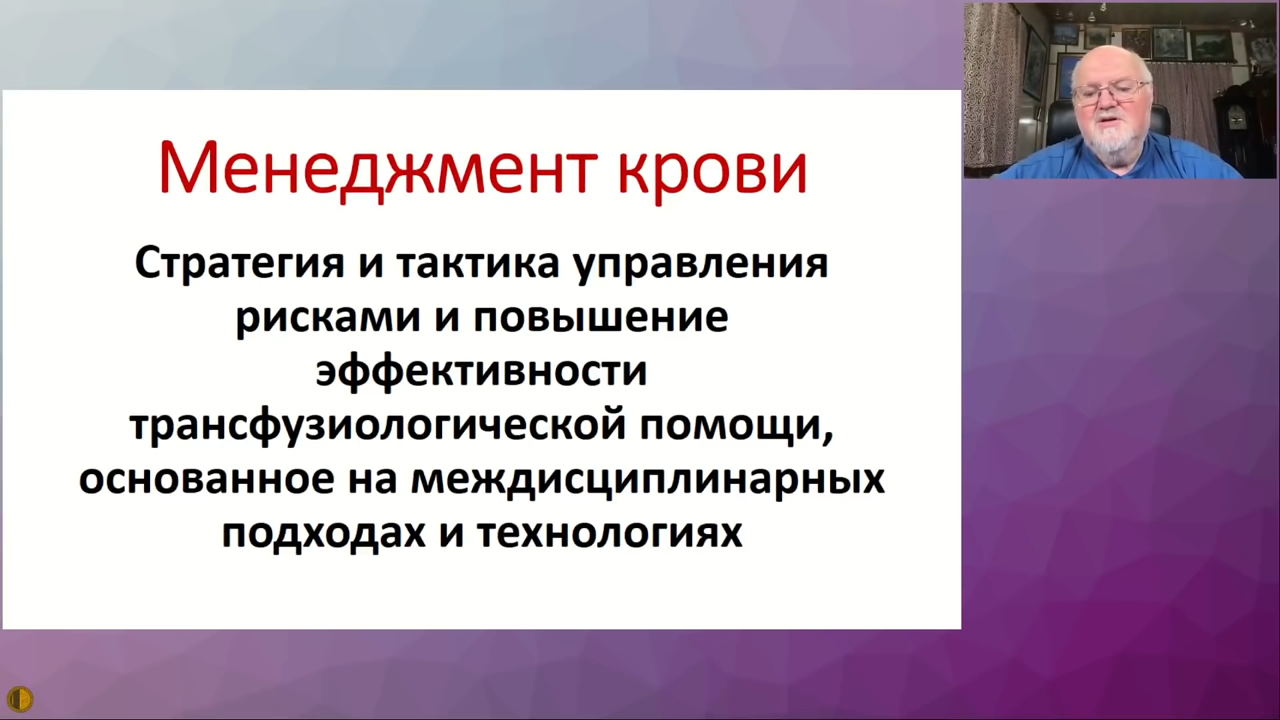 Менеджмент крови
Стратегия и тактика управления
рисками и повышение
эффективности
трансфузиологической помощи,
основанное на междисциплинарных
подходах и технологиях